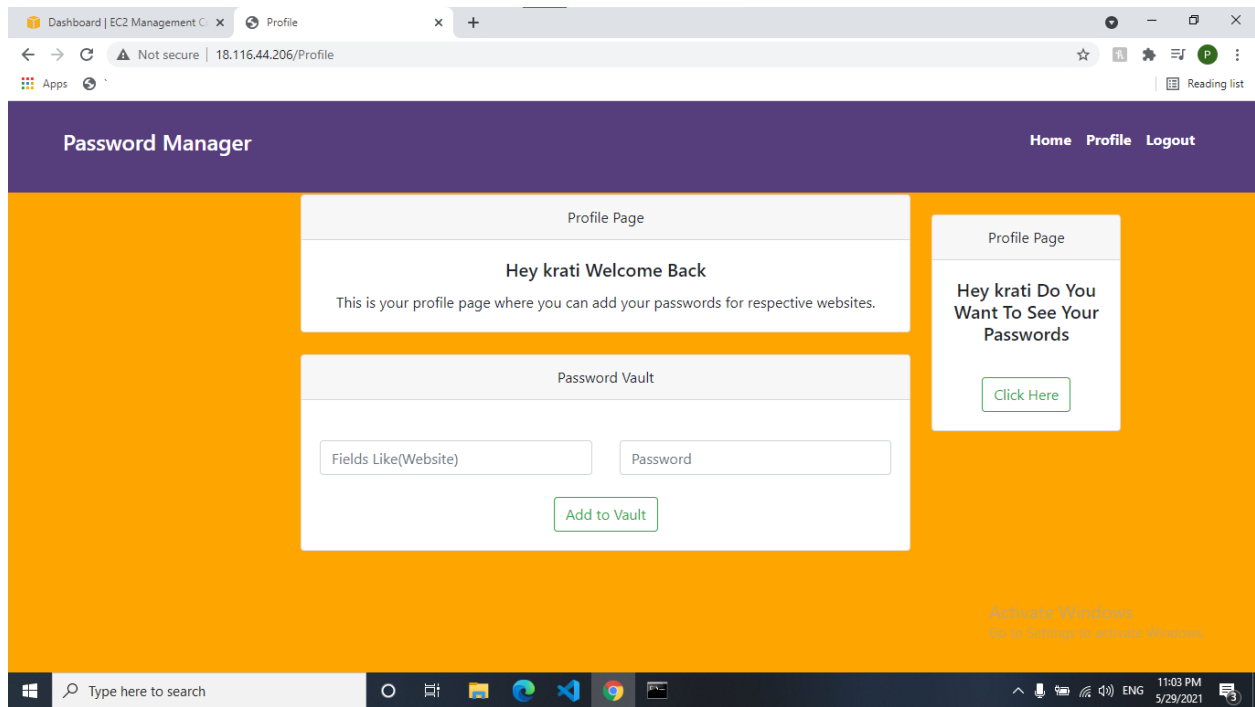 Dashboard | EC2 Management C
Profile
Not secure | 18.116.44.206/Profile
Apps
`
Reading list
Password Manager
Home Profile Logout
Profile Page
Hey krati Welcome Back
This is your profile page where you can add your passwords for respective websites.
Profile Page
Hey krati Do You
Want To See Your
Passwords
Click Here
Password Vault
Fields Like(Website)
Password
Add to Vault
Activate Windows
Go to Settings to activate Windows.
Type here to search
ENG
11:03 PM
5/29/2021
3
P